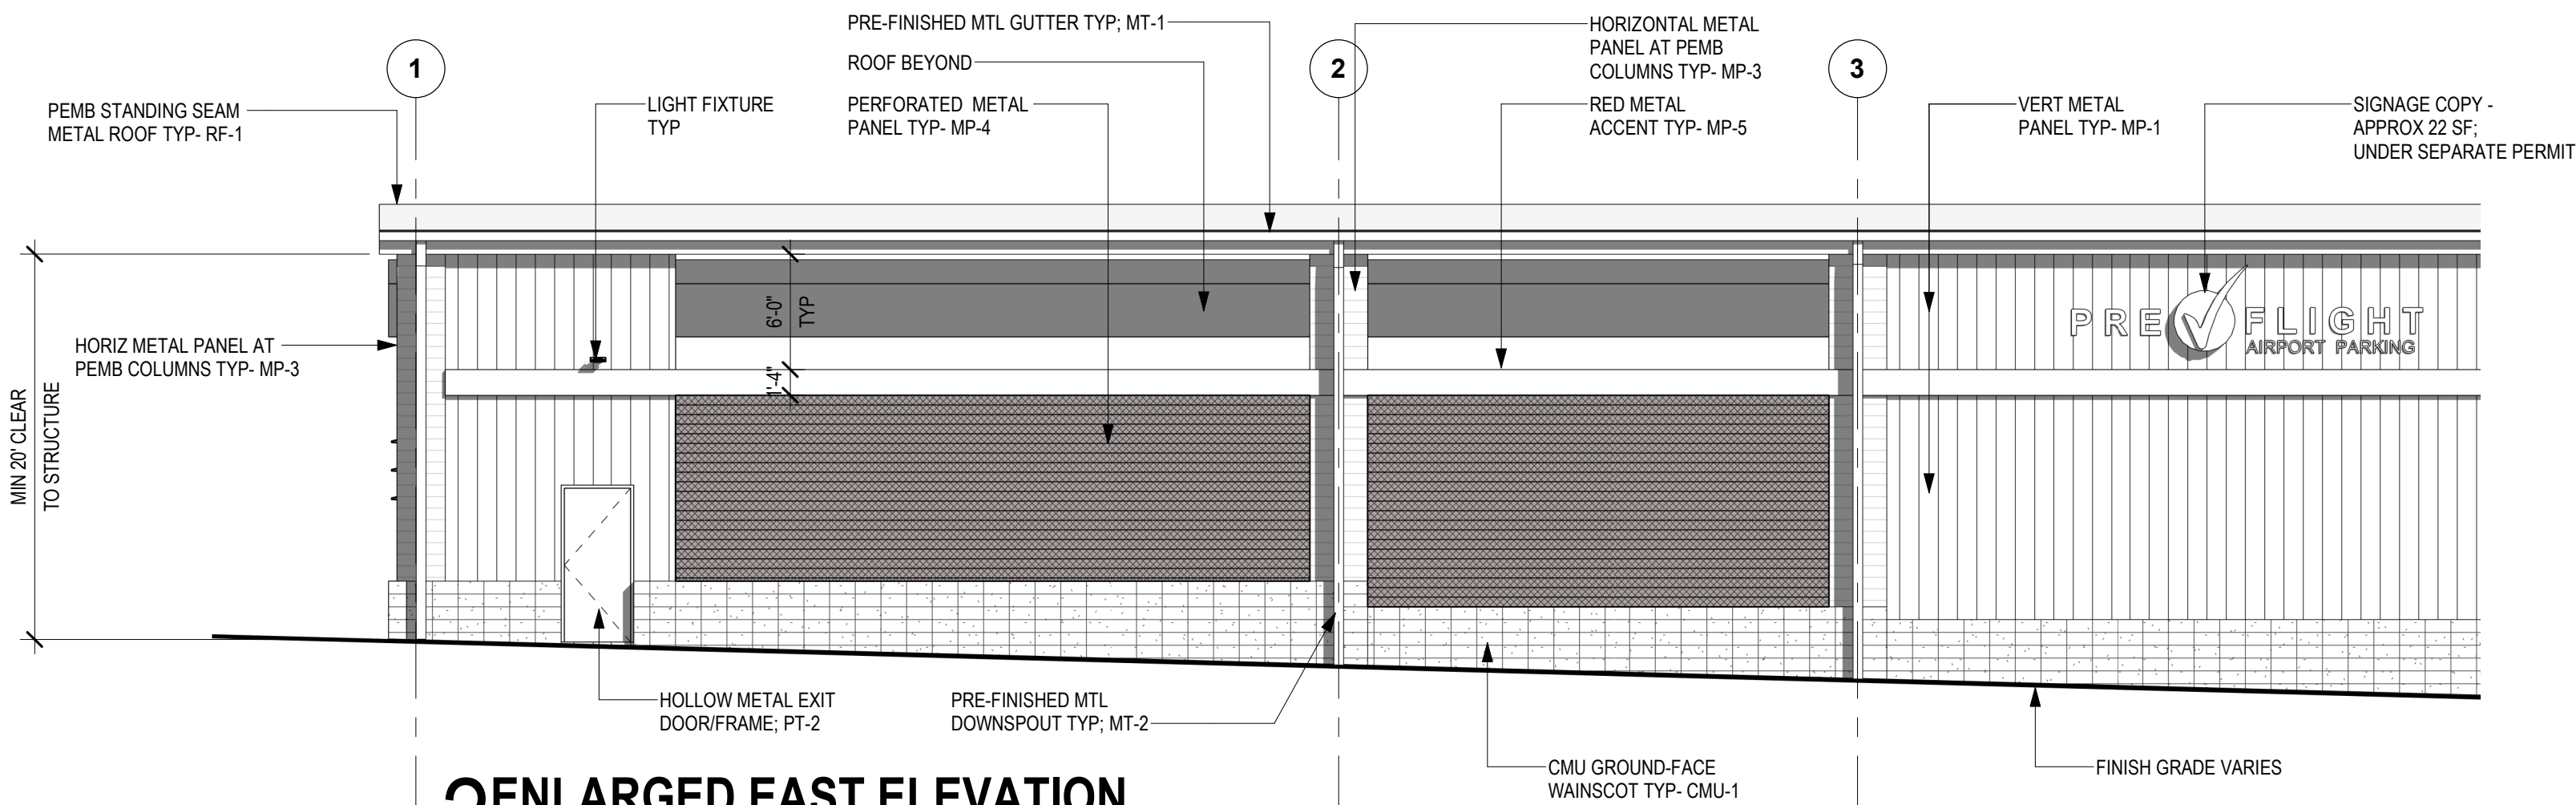 PRE-FINISHED MTL GUTTER TYP; MT-1
HORIZONTAL METAL
PANEL AT PEMB
COLUMNS TYP- MP-3
1
ROOF BEYOND
2
3
PEMB STANDING SEAM
METAL ROOF TYP- RF-1
LIGHT FIXTURE
TYP
PERFORATED METAL
PANEL TYP- MP-4
RED METAL
ACCENT TYP- MP-5
VERT METAL
PANEL TYP- MP-1
SIGNAGE COPY -
APPROX 22 SF;
UNDER SEPARATE PERMIT
6'-0"
TYP
1'-4"
PRE FLIGHT
AIRPORT PARKING
HORIZ METAL PANEL AT
PEMB COLUMNS TYP- MP-3
MIN 20' CLEAR
TO STRUCTURE
HOLLOW METAL EXIT
DOOR/FRAME; PT-2
PRE-FINISHED MTL
DOWNSPOUT TYP; MT-2
CMU GROUND-FACE
WAINSCOT TYP- CMU-1
FINISH GRADE VARIES
ENLARGED EAST ELEVATION